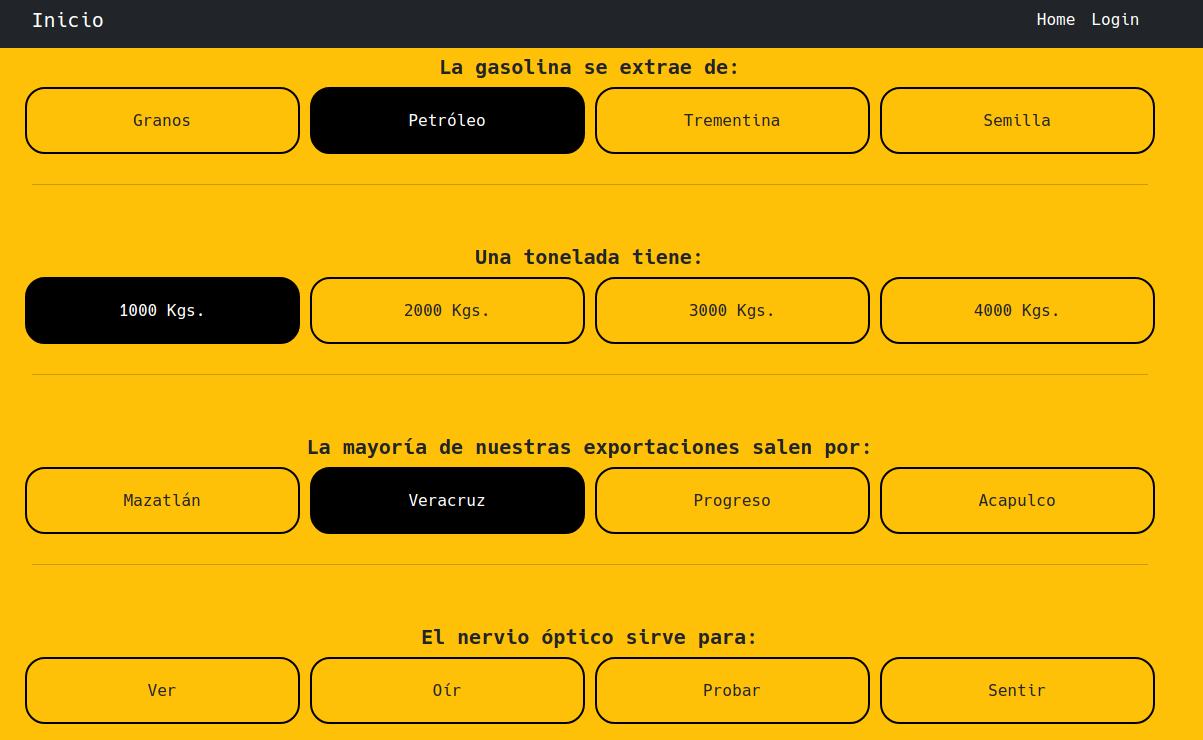 Inicio Home Login
La gasolina se extrae de:
Granos Petróleo Trementina Semilla
Una tonelada tiene:
1000 Kgs. 2000 Kgs. 3000 Kgs. 4000 Kgs.
La mayoría de nuestras exportaciones salen por:
Mazatlán Veracruz Progreso Acapulco
El nervio óptico sirve para:
Ver Oír Probar Sentir